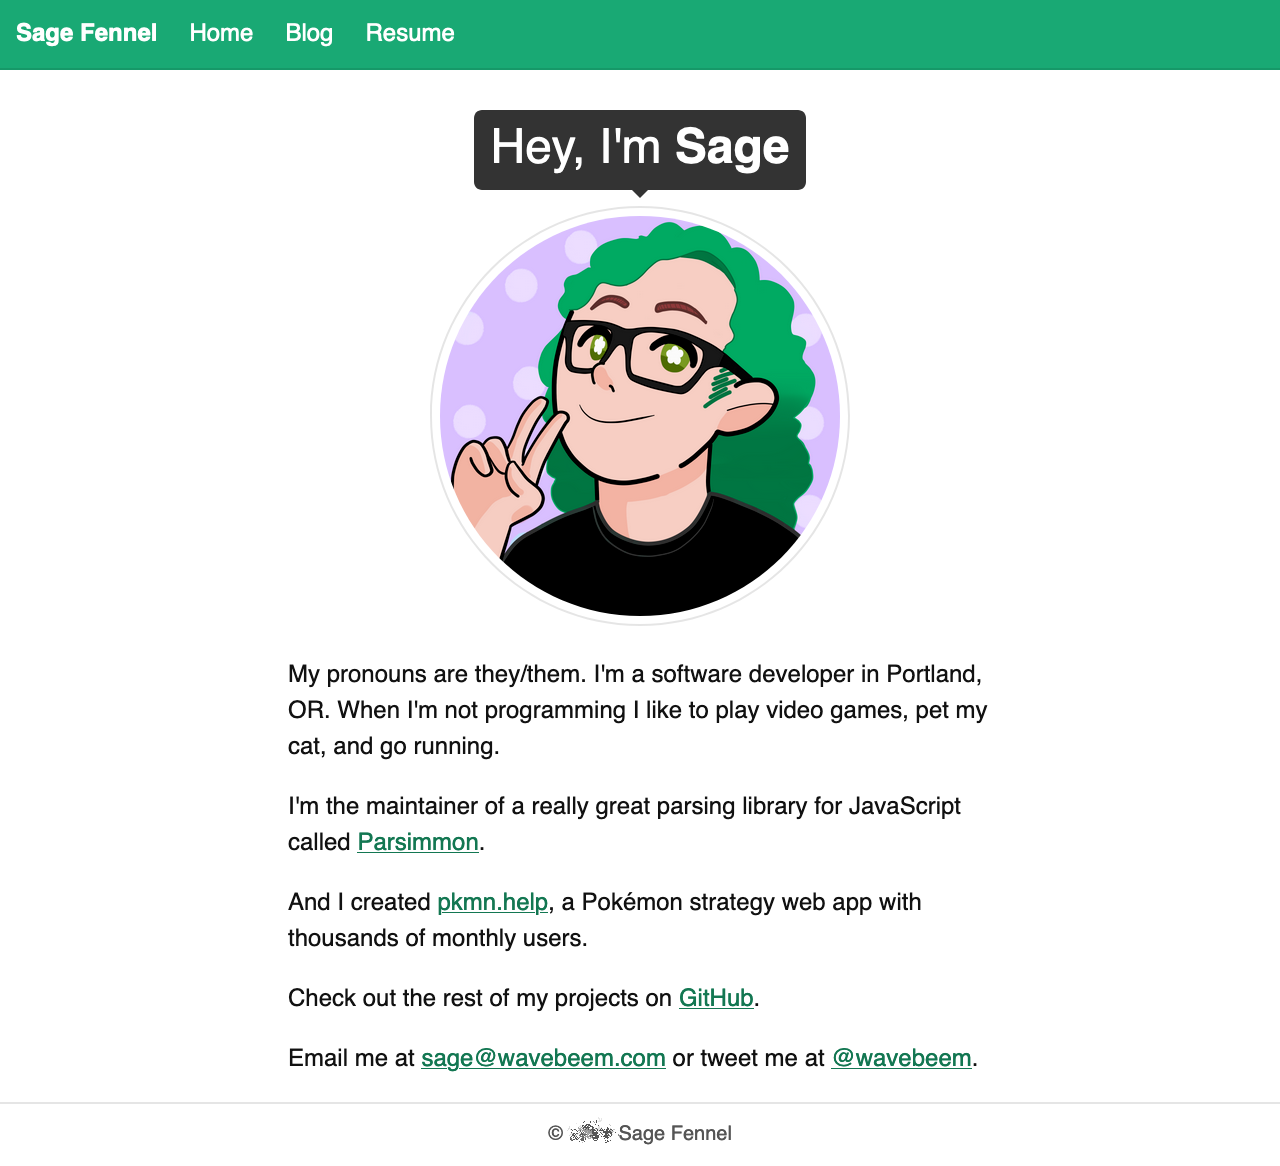 Sage Fennel Home Blog Resume
Hey, I'm Sage
My pronouns are they/them. I'm a software developer in Portland,
OR. When I'm not programming I like to play video games, pet my
cat, and go running.
I'm the maintainer of a really great parsing library for JavaScript
called Parsimmon.
And I created pkmn.help, a Pokémon strategy web app with
thousands of monthly users.
Check out the rest of my projects on GitHub.
Email me at sage@wavebeem.com or tweet me at @wavebeem.
© Sage Fennel